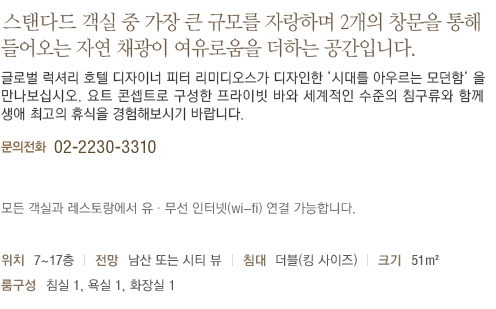 스탠다드 객실 중 가장 큰 규모를 자랑하며 2개의 창문을 통해
들어오는 자연 채광이 여유로움을 더하는 공간입니다.
글로벌 럭셔리 호텔 디자이너 피터 리미디오스가 디자인한 ‘시대를 아우르는 모던함‘ 을
만나보십시오. 요트 콘셉트로 구성한 프라이빗 바와 세계적인 수준의 침구류와 함께
생애 최고의 휴식을 경험해보시기 바랍니다.
문의전화 02-2230-3310
모든 객실과 레스토랑에서 유·무선 인터넷(wi-fi) 연결 가능합니다.
위치 7~17층 | 전망 남산 또는 시티 뷰 | 침대 더블(킹 사이즈) | 크기 51m²
룸구성 침실 1, 욕실 1, 화장실 1